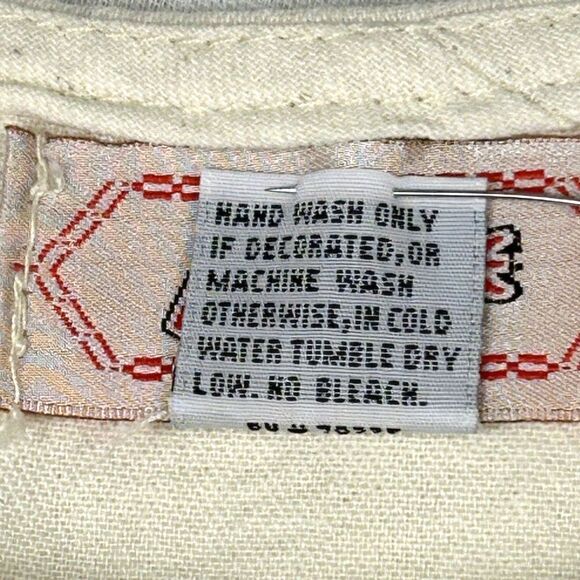 HAND WASH ONLY
IF DECORATED, OR
MACHINE WASH
OTHERWISE, IN COLD
WATER TUMBLE DRY
LOW. NO BLEACH.